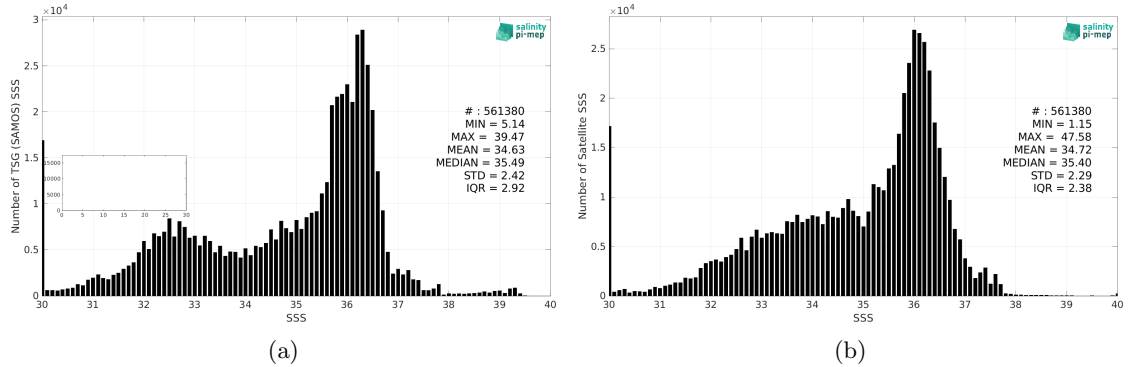 ×10⁴
3
2.5
2
1.5
1
0.5
0
Number of TSG (SAMOS) SSS
salinity
pi-mep
# : 561380
MIN = 5.14
MAX = 39.47
MEAN = 34.63
MEDIAN = 35.49
STD = 2.42
IQR = 2.92
15000
10000
5000
0
0 5 10 15 20 25 30
30 31 32 33 34 35 36 37 38 39 40
SSS
(a)
×10⁴
2.5
2
1.5
1
0.5
0
Number of Satellite SSS
salinity
pi-mep
# : 561380
MIN = 1.15
MAX = 47.58
MEAN = 34.72
MEDIAN = 35.40
STD = 2.29
IQR = 2.38
30 31 32 33 34 35 36 37 38 39 40
SSS
(b)